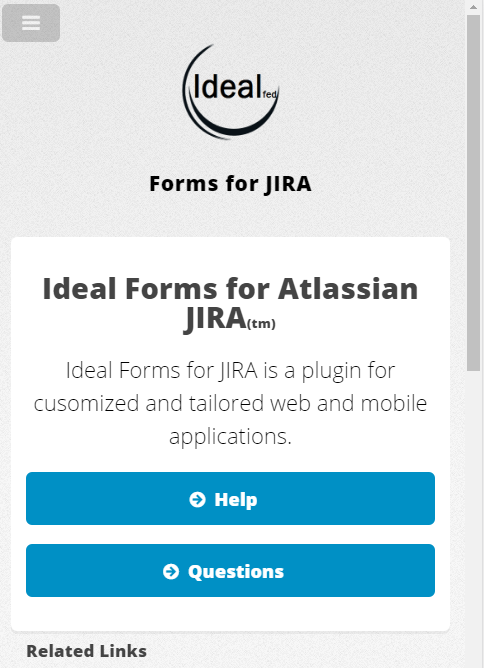 Ideal fed
Forms for JIRA
Ideal Forms for Atlassian
JIRA(tm)
Ideal Forms for JIRA is a plugin for
cusomized and tailored web and mobile
applications.
Help
Questions
Related Links